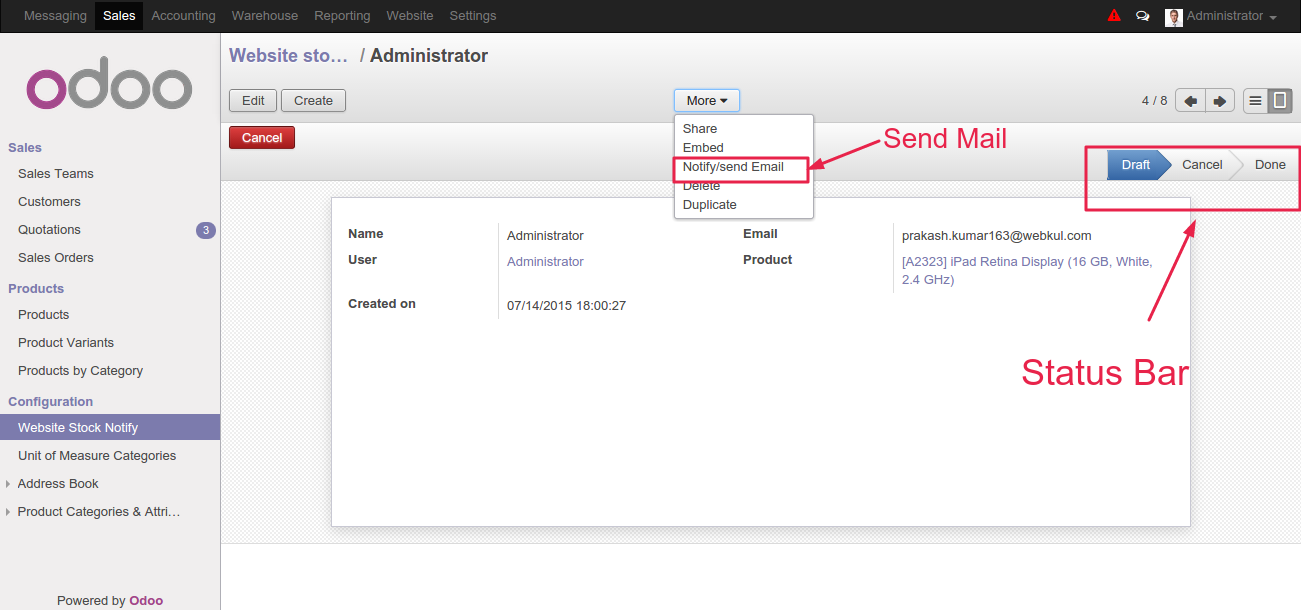 Messaging Sales Accounting Warehouse Reporting Website Settings Administrator
odoo
Website sto… / Administrator
Edit Create More 4 / 8
Cancel
Share
Embed
Notify/send Email
Delete
Duplicate
Send Mail
Draft Cancel Done
Sales
Sales Teams
Customers
Quotations 3
Sales Orders
Products
Products
Product Variants
Products by Category
Configuration
Website Stock Notify
Unit of Measure Categories
Address Book
Product Categories & Attri…
Name Administrator Email prakash.kumar163@webkul.com
User Administrator Product [A2323] iPad Retina Display (16 GB, White,
2.4 GHz)
Created on 07/14/2015 18:00:27
Status Bar
Powered by Odoo